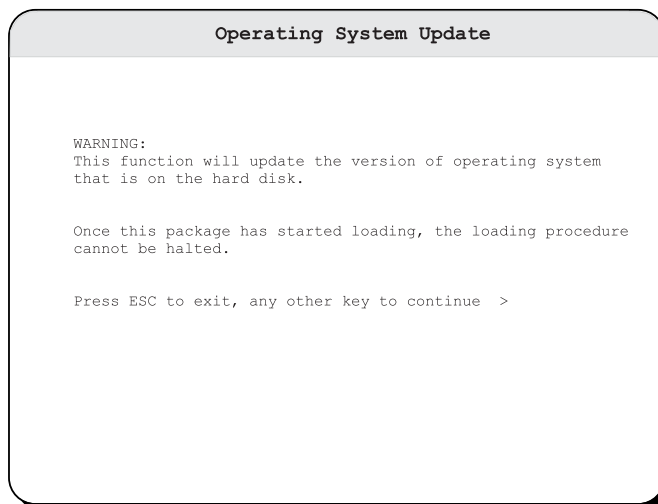 Operating System Update
WARNING:
This function will update the version of operating system
that is on the hard disk.
Once this package has started loading, the loading procedure
cannot be halted.
Press ESC to exit, any other key to continue  >